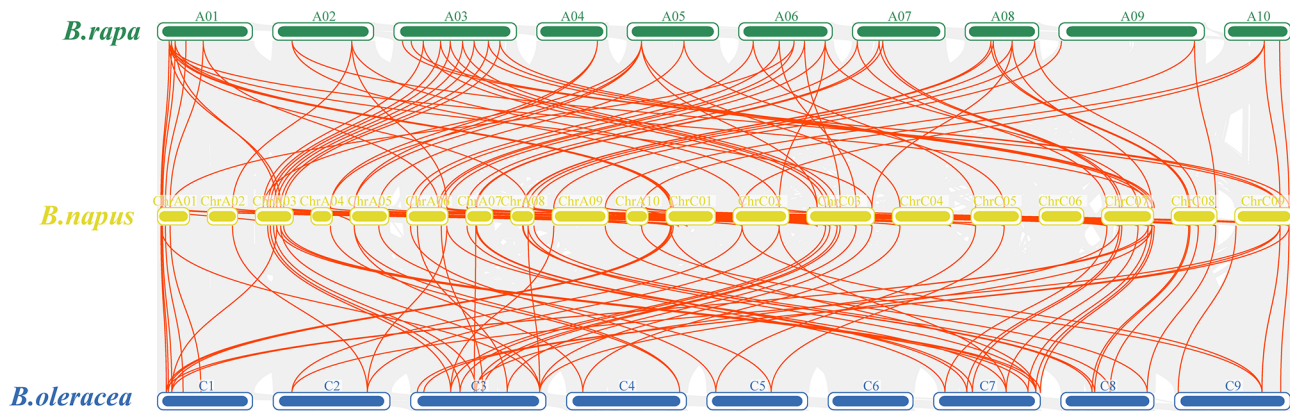 A01 A02 A03 A04 A05 A06 A07 A08 A09 A10
B.rapa
ChrA01 ChrA02 ChrA03 ChrA04 ChrA05 ChrA06 ChrA07 ChrA08 ChrA09 ChrA10 ChrC01 ChrC02 ChrC03 ChrC04 ChrC05 ChrC06 ChrC07 ChrC08 ChrC09
B.napus
C1 C2 C3 C4 C5 C6 C7 C8 C9
B.oleracea